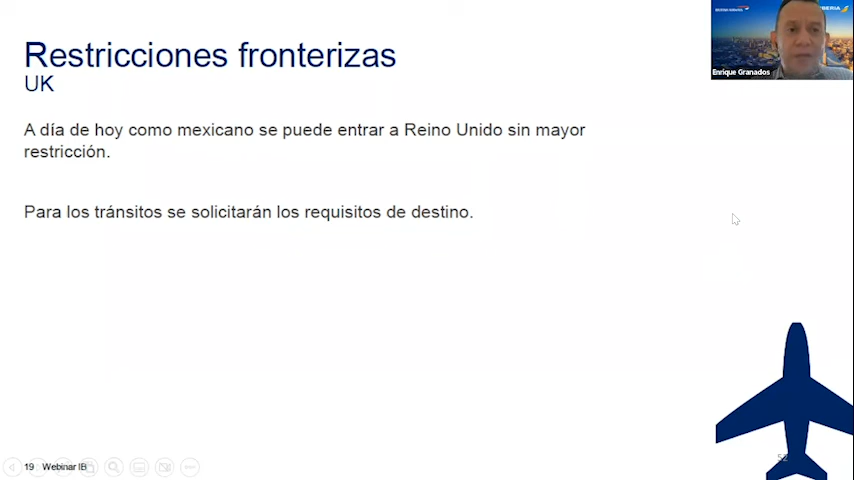 Restricciones fronterizas
UK
A día de hoy como mexicano se puede entrar a Reino Unido sin mayor
restricción.
Para los tránsitos se solicitarán los requisitos de destino.
IBERIA
Enrique Granados
19 Webinar IB
52